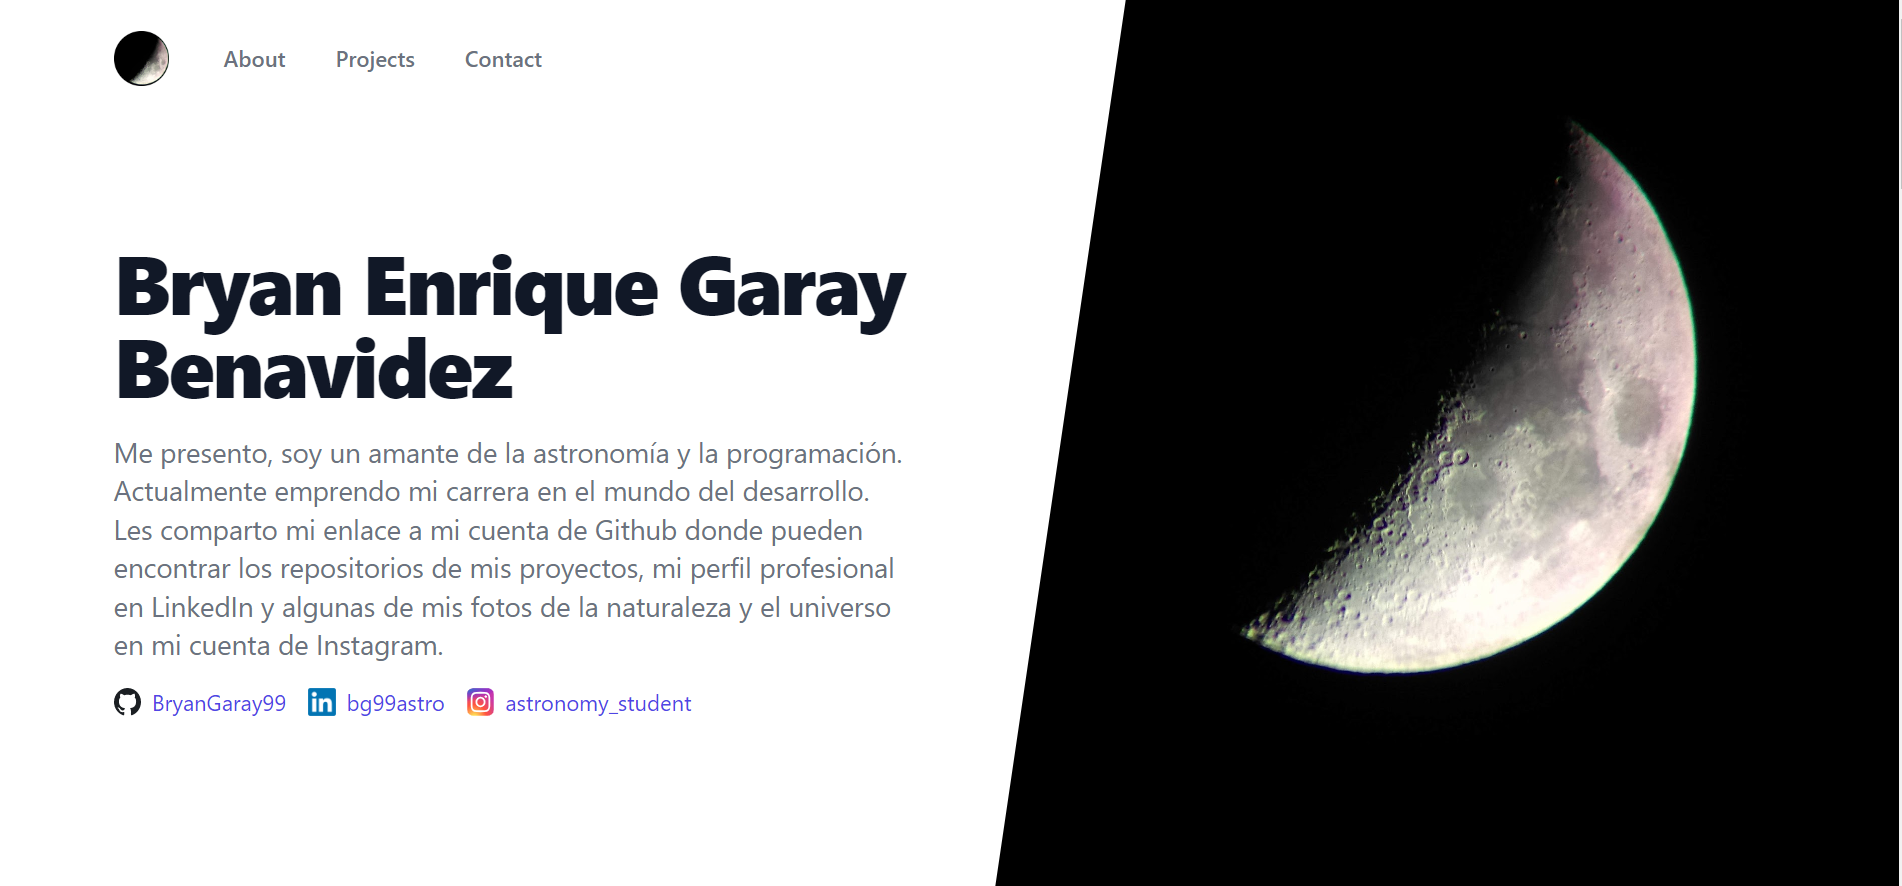 About Projects Contact
Bryan Enrique Garay
Benavidez
Me presento, soy un amante de la astronomía y la programación.
Actualmente emprendo mi carrera en el mundo del desarrollo.
Les comparto mi enlace a mi cuenta de Github donde pueden
encontrar los repositorios de mis proyectos, mi perfil profesional
en LinkedIn y algunas de mis fotos de la naturaleza y el universo
en mi cuenta de Instagram.
BryanGaray99 in bg99astro astronomy_student